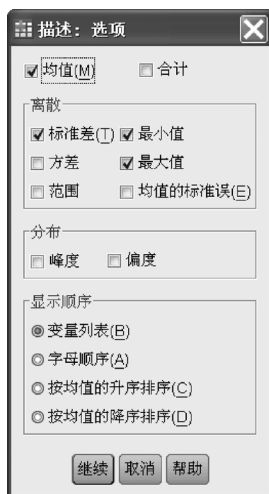 描述：选项
均值(M) 合计
离散
标准差(T) 最小值
方差 最大值
范围 均值的标准误(E)
分布
峰度 偏度
显示顺序
变量列表(B)
字母顺序(A)
按均值的升序排序(C)
按均值的降序排序(D)
继续 取消 帮助